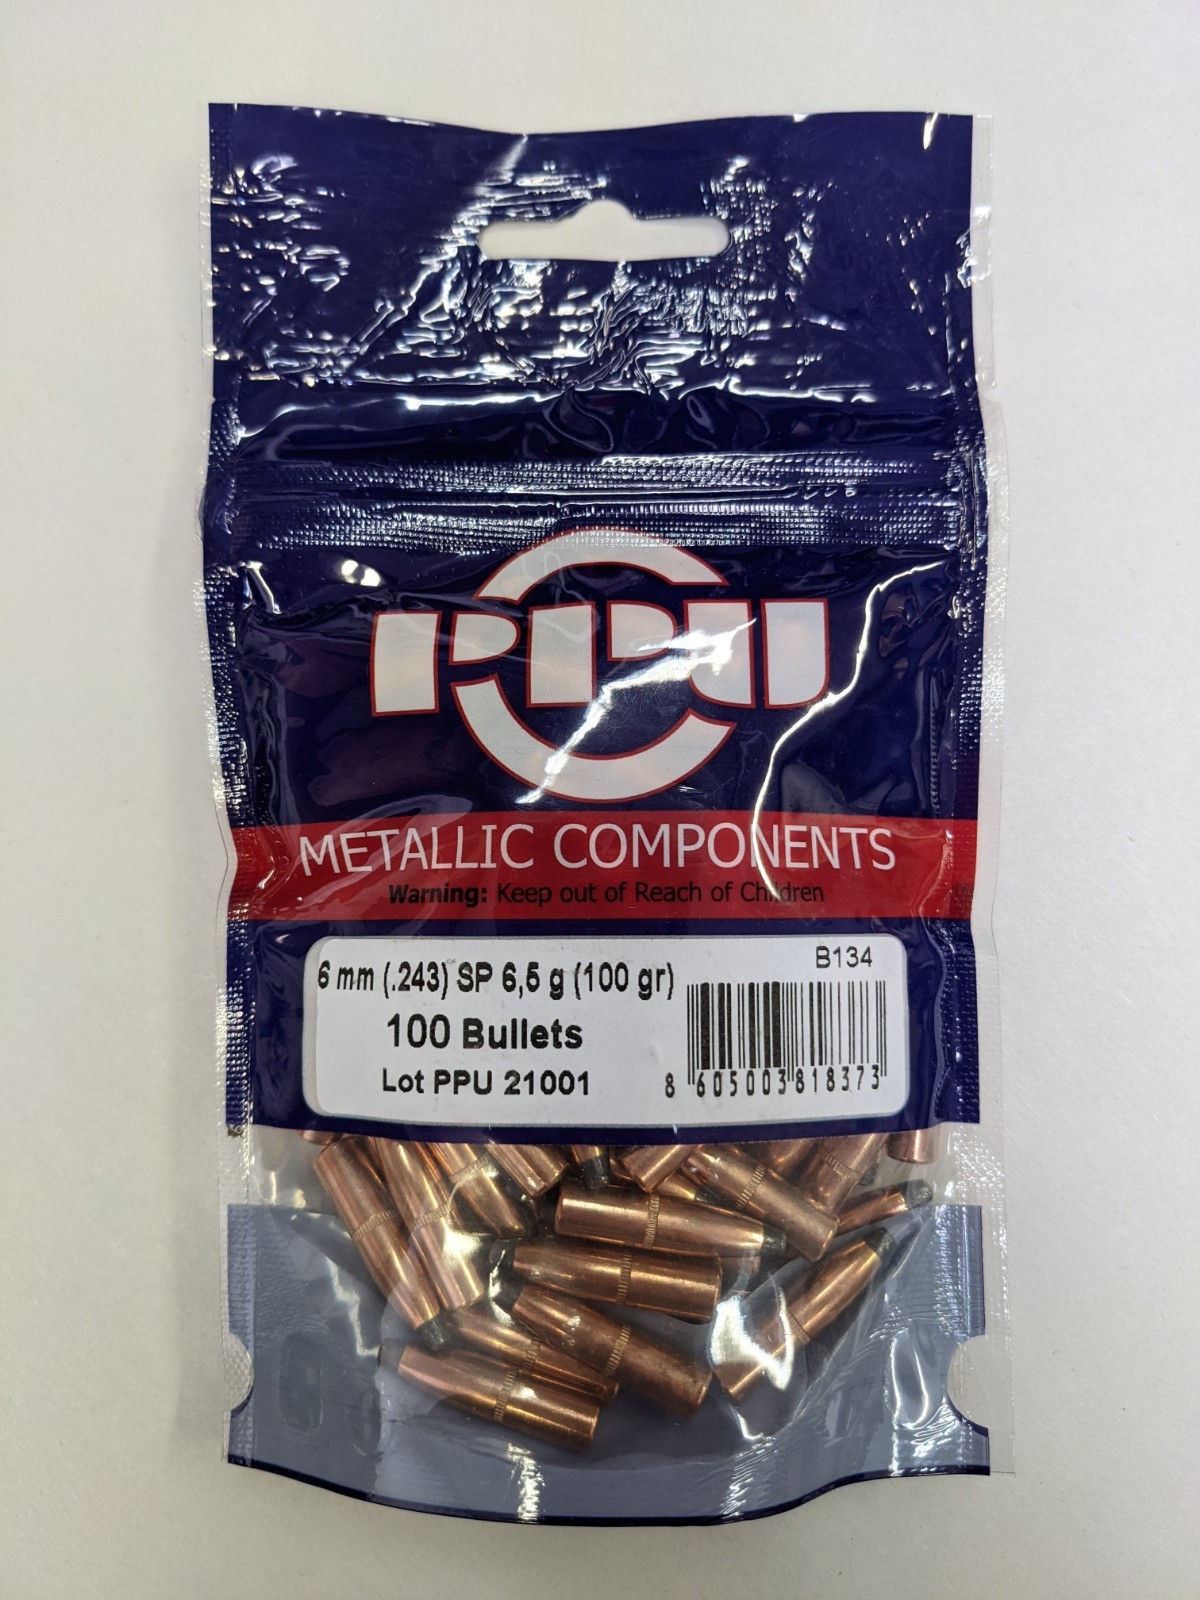 PPU
METALLIC COMPONENTS
Warning: Keep out of Reach of Children
B134
6 mm (.243) SP 6,5 g (100 gr)
100 Bullets
Lot PPU 21001
8 605003 818373